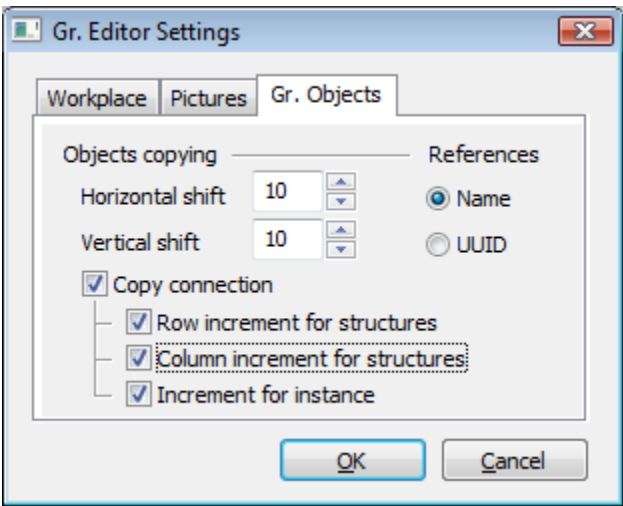 Gr. Editor Settings
Workplace Pictures Gr. Objects
Objects copying References
Horizontal shift 10 Name
Vertical shift 10 UUID
Copy connection
Row increment for structures
Column increment for structures
Increment for instance
OK Cancel